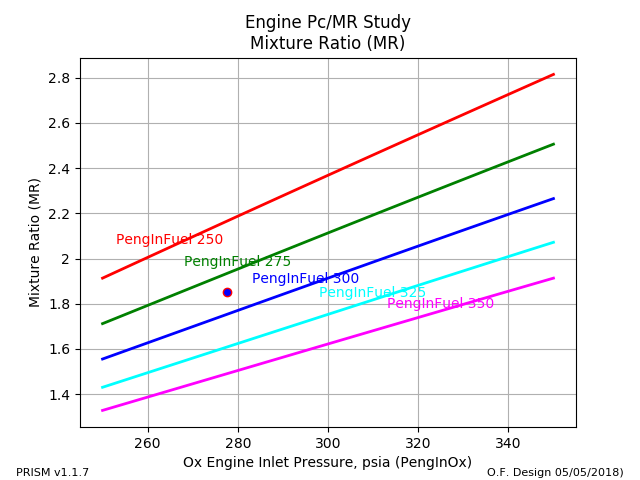 Engine Pc/MR Study
Mixture Ratio (MR)
2.8
2.6
2.4
2.2
2
1.8
1.6
1.4
Mixture Ratio (MR)
PengInFuel 250
PengInFuel 275
PengInFuel 300
PengInFuel 325
PengInFuel 350
260 280 300 320 340
Ox Engine Inlet Pressure, psia (PengInOx)
PRISM v1.1.7
O.F. Design 05/05/2018)